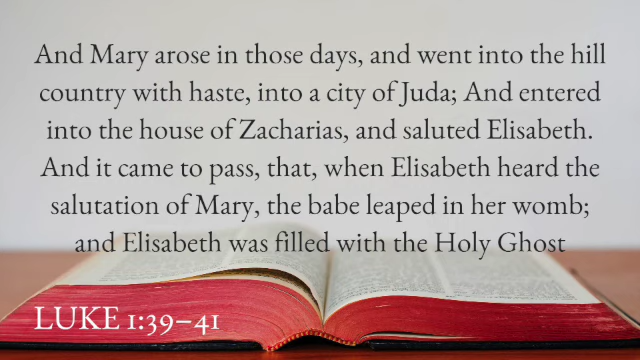 And Mary arose in those days, and went into the hill
country with haste, into a city of Juda; And entered
into the house of Zacharias, and saluted Elisabeth.
And it came to pass, that, when Elisabeth heard the
salutation of Mary, the babe leaped in her womb;
and Elisabeth was filled with the Holy Ghost
LUKE 1:39–41